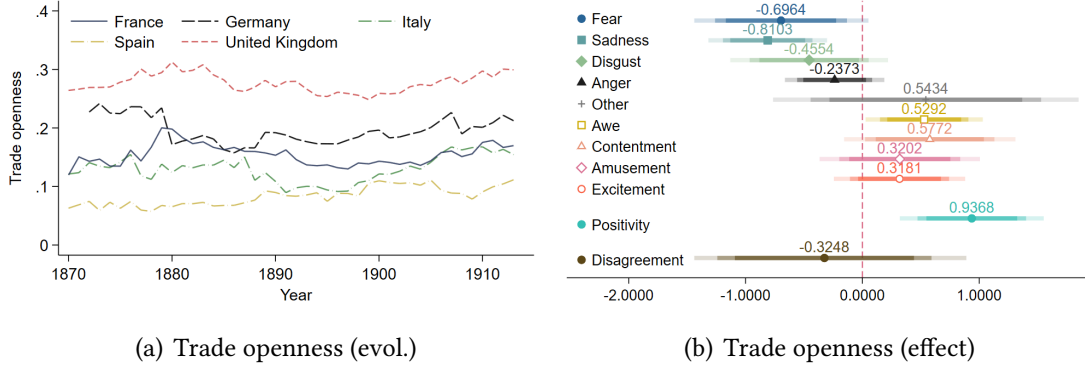 .4
.3
.2
.1
0
Trade openness
France
Germany
Italy
Spain
United Kingdom
1870
1880
1890
1900
1910
Year
(a) Trade openness (evol.)
Fear
Sadness
Disgust
Anger
Other
Awe
Contentment
Amusement
Excitement
Positivity
Disagreement
-0.6964
-0.8103
-0.4554
-0.2373
0.5434
0.5292
0.5772
0.3202
0.3181
0.9368
-0.3248
-2.0000
-1.0000
0.0000
1.0000
(b) Trade openness (effect)